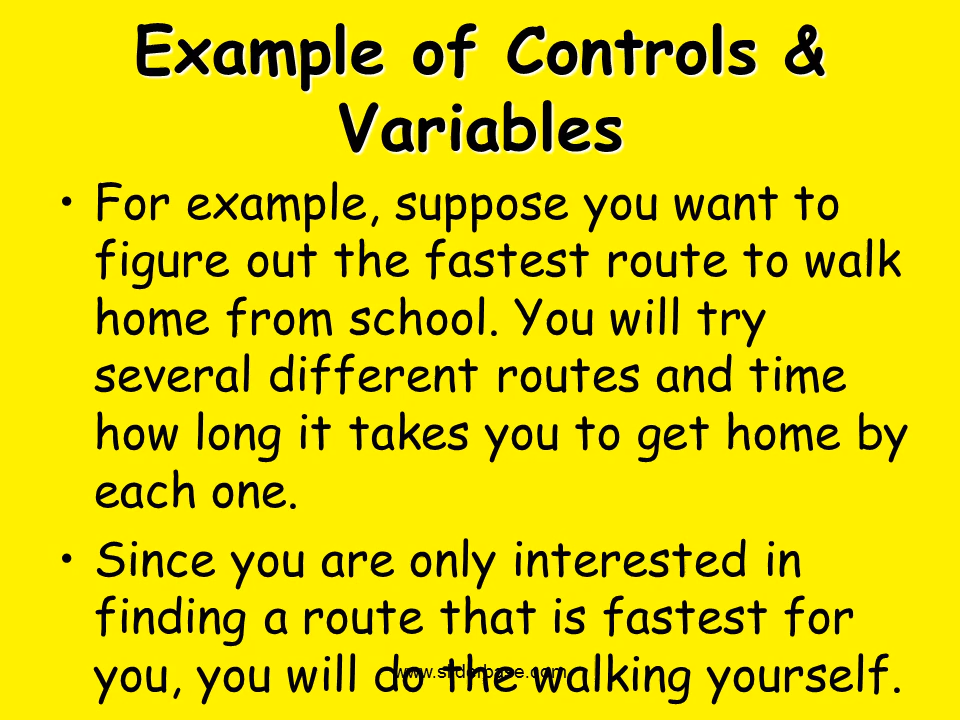 Example of Controls &
Variables
• For example, suppose you want to
figure out the fastest route to walk
home from school. You will try
several different routes and time
how long it takes you to get home by
each one.
• Since you are only interested in
finding a route that is fastest for
you, you will do the walking yourself.
www.sliderbase.com